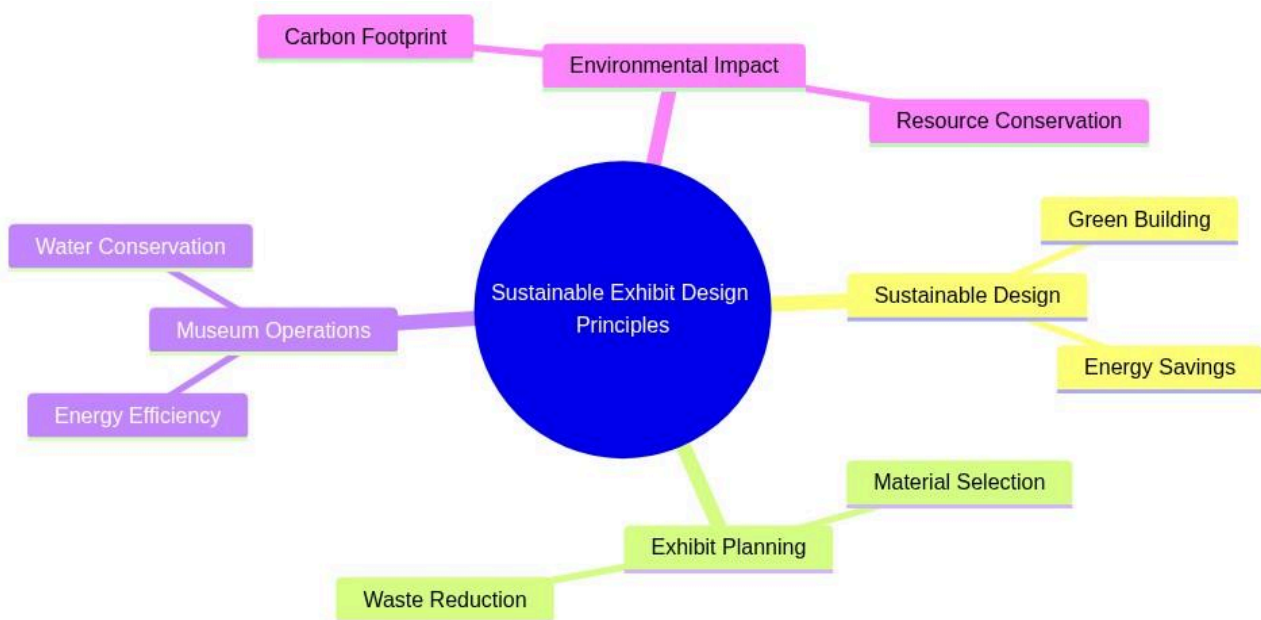 Carbon Footprint
Environmental Impact
Resource Conservation
Green Building
Water Conservation
Sustainable Exhibit Design
Principles
Sustainable Design
Museum Operations
Energy Savings
Energy Efficiency
Material Selection
Exhibit Planning
Waste Reduction